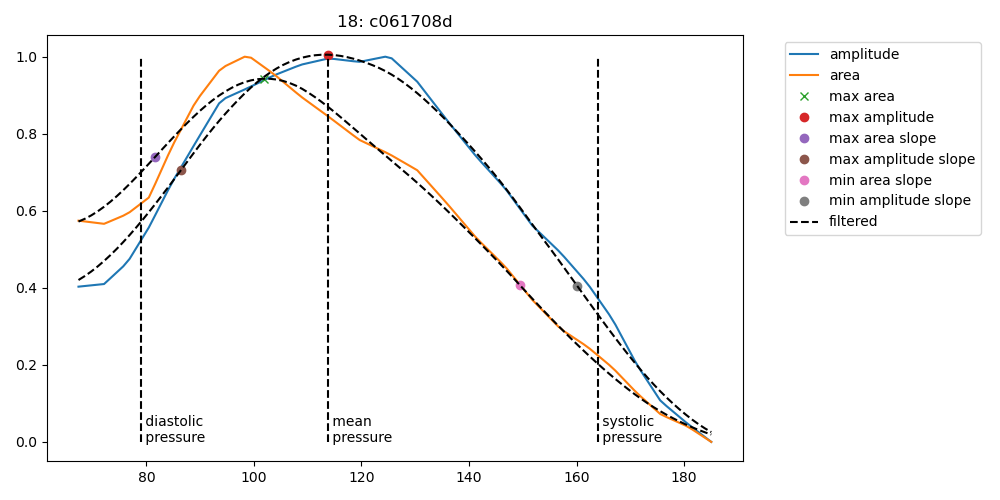 18: c061708d
1.0
0.8
0.6
0.4
0.2
0.0
80
100
120
140
160
180
diastolic
pressure
mean
pressure
systolic
pressure
amplitude
area
max area
max amplitude
max area slope
max amplitude slope
min area slope
min amplitude slope
filtered